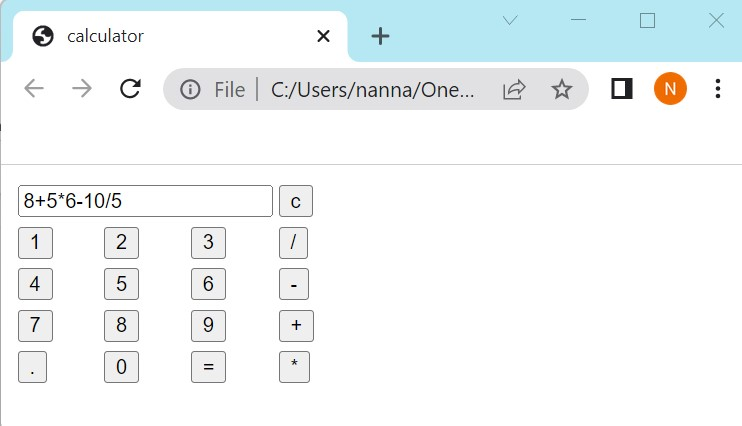 calculator
File C:/Users/nanna/One...
N
8+5*6-10/5 c
1 2 3 /
4 5 6 -
7 8 9 +
. 0 = *